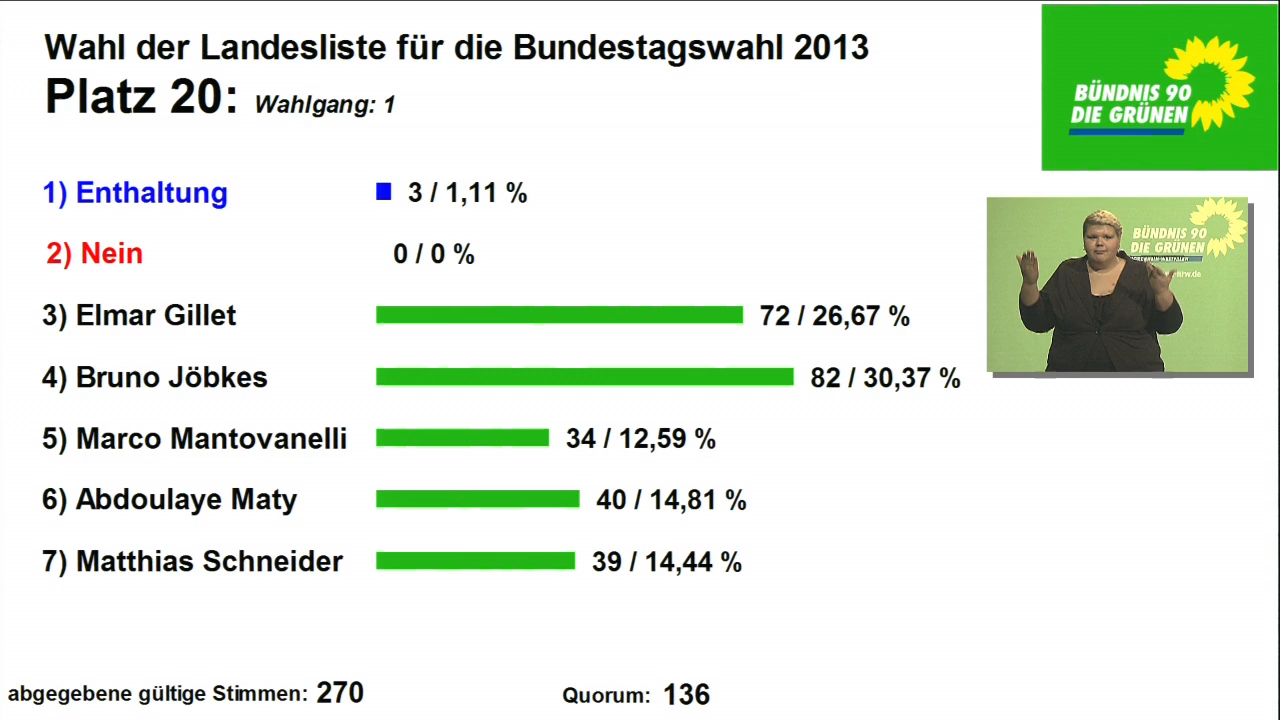 Wahl der Landesliste für die Bundestagswahl 2013
Platz 20: Wahlgang: 1
BÜNDNIS 90
DIE GRÜNEN
1) Enthaltung 3 / 1,11 %
2) Nein 0 / 0 %
3) Elmar Gillet 72 / 26,67 %
4) Bruno Jöbkes 82 / 30,37 %
5) Marco Mantovanelli 34 / 12,59 %
6) Abdoulaye Maty 40 / 14,81 %
7) Matthias Schneider 39 / 14,44 %
BÜNDNIS 90
DIE GRÜNEN
abgegebene gültige Stimmen: 270 Quorum: 136